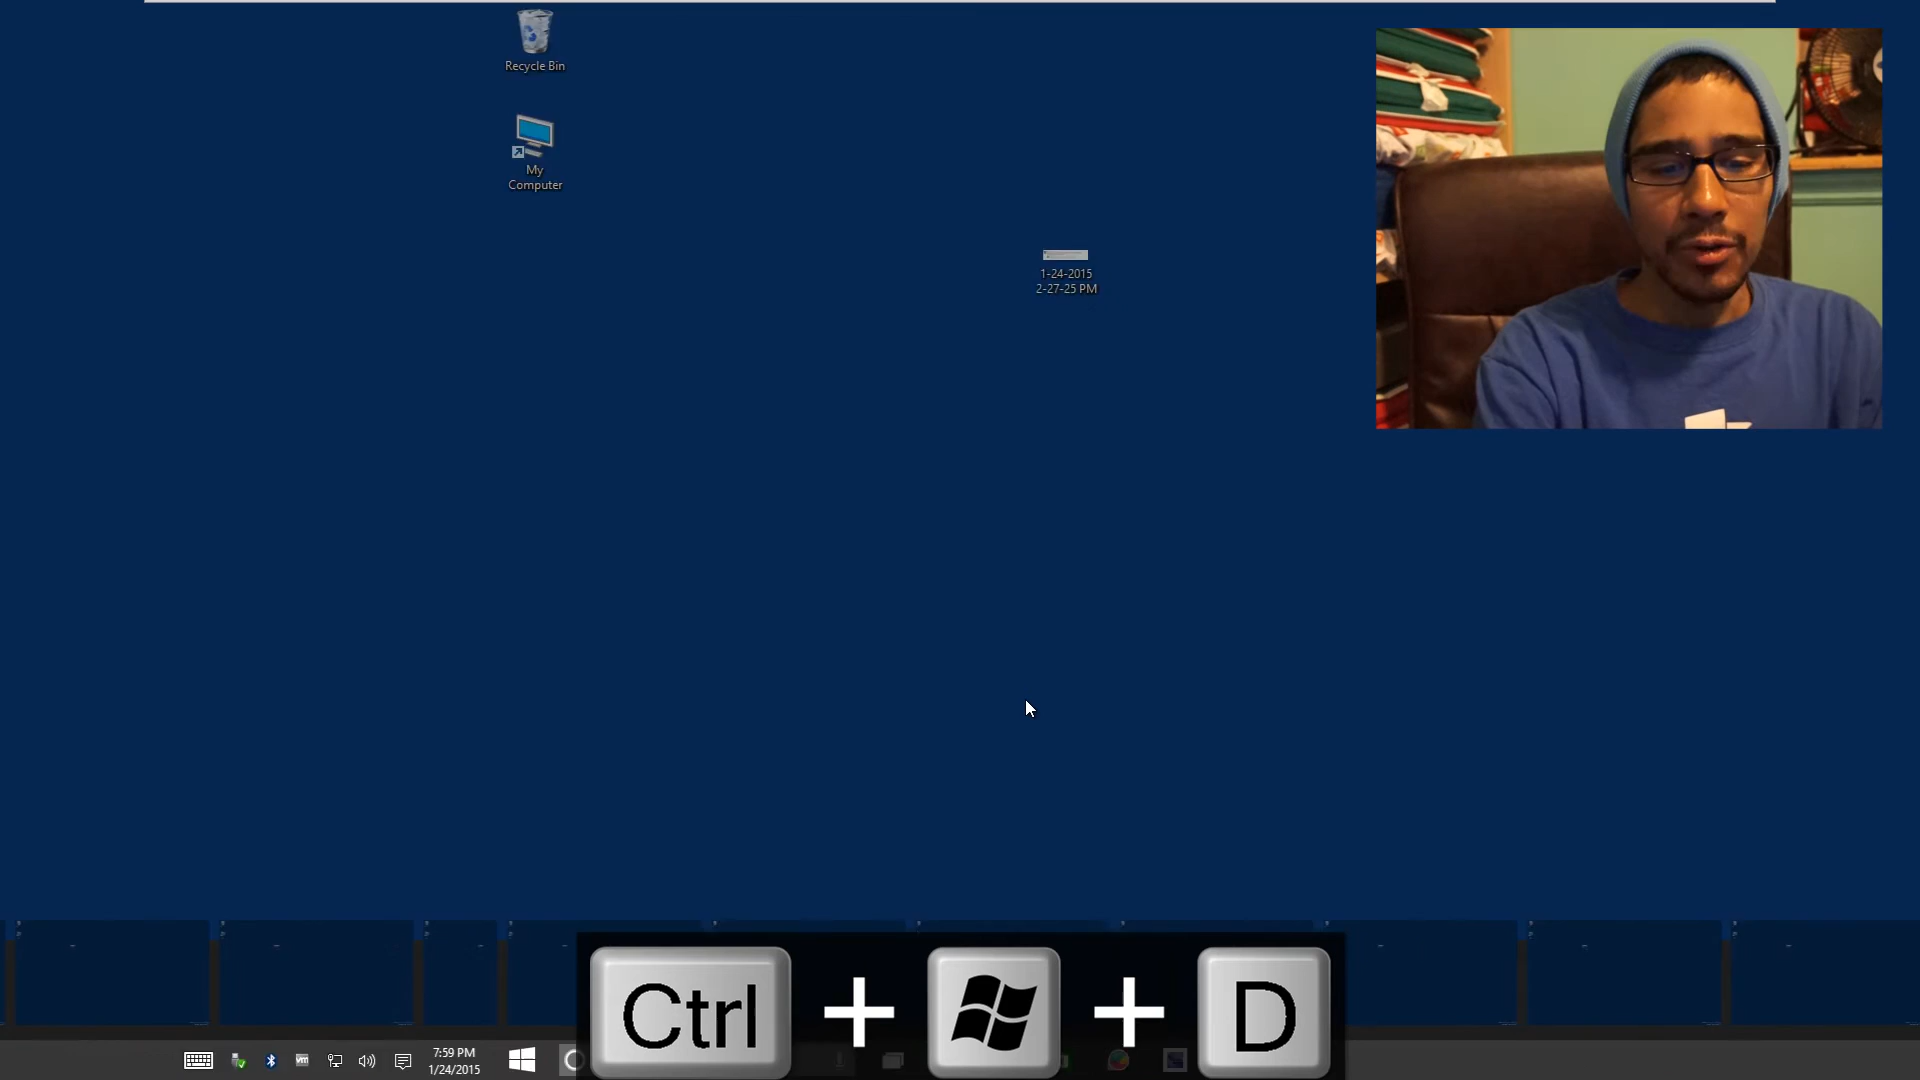 Recycle Bin
My
Computer
1-24-2015
2-27-25 PM
Ctrl + + D
7:59 PM
1/24/2015